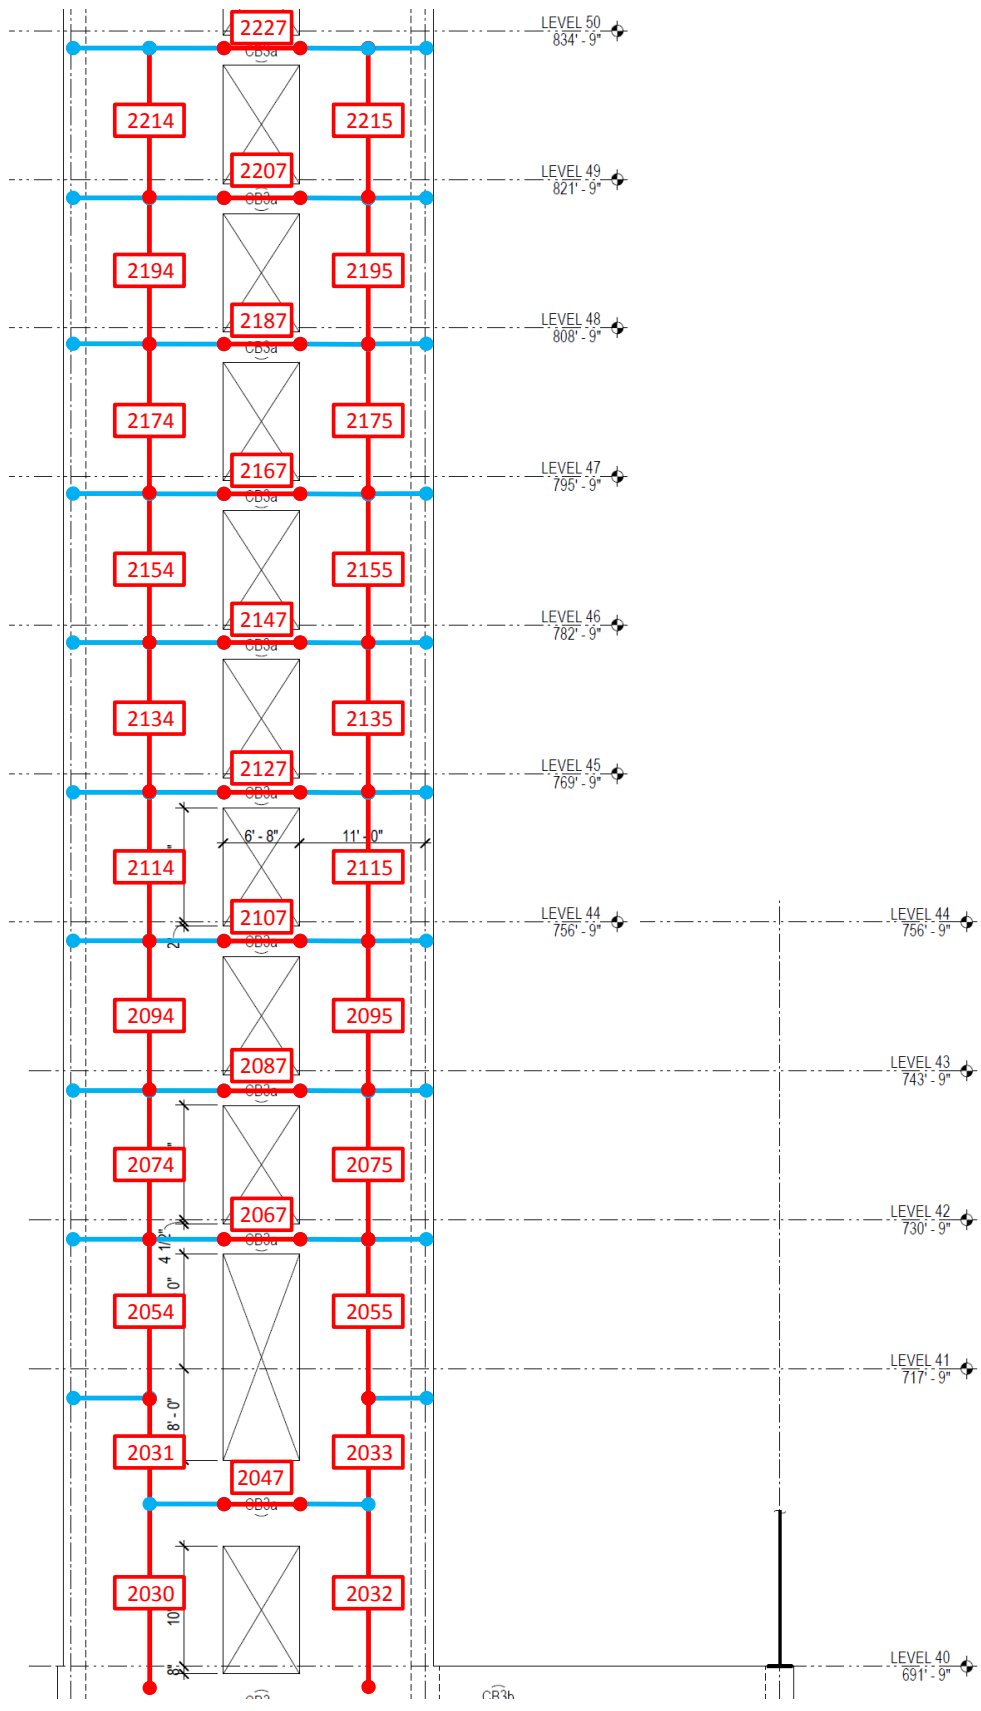 2227
LEVEL 50
834' - 9"
CB3a
2214
2215
LEVEL 49
821' - 9"
2207
CB3a
2194
2195
LEVEL 48
808' - 9"
2187
CB3a
2174
2175
LEVEL 47
795' - 9"
2167
CB3a
2154
2155
LEVEL 46
782' - 9"
2147
CB3a
2134
2135
LEVEL 45
769' - 9"
2127
CB3a
6' - 8"
11' - 0"
2114
2115
2107
LEVEL 44
756' - 9"
LEVEL 44
756' - 9"
CB3a
2094
2095
2087
LEVEL 43
743' - 9"
CB3a
2074
2075
2067
LEVEL 42
730' - 9"
CB3a
4 1/2"
2054
2055
LEVEL 41
717' - 9"
8' - 0"
2031
2033
2047
CB3a
2030
2032
8"
LEVEL 40
691' - 9"
CB3b